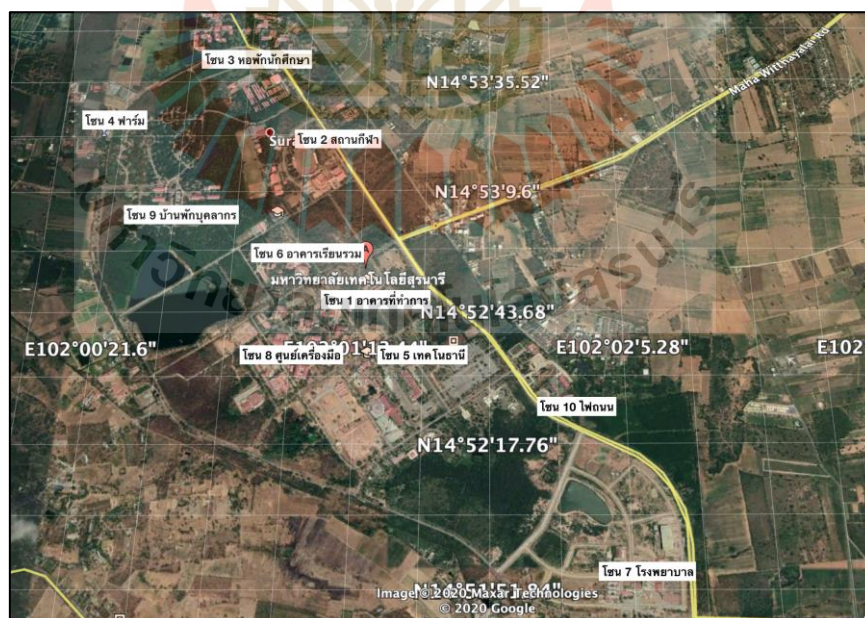 โซน 3 หอพักนักศึกษา
N14°53'35.52"
Maha Witthayalai Rd
โซน 4 ฟาร์ม
Sur
โซน 2 สถานกีฬา
N14°53'9.6"
โซน 9 บ้านพักบุคลากร
โซน 6 อาคารเรียนรวม
A
มหาวิทยาลัยเทคโนโลยีสุรนารี
โซน 1 อาคารที่ทำการ
N14°52'43.68"
E102°00'21.6"
โซน 8 ศูนย์เครื่องมือ
โซน 5 เทคโนธานี
E102°02'5.28"
E102
โซน 10 ไฟถนน
N14°52'17.76"
โซน 7 โรงพยาบาล
N14°51'51.84"
Image © 2020 Maxar Technologies
© 2020 Google